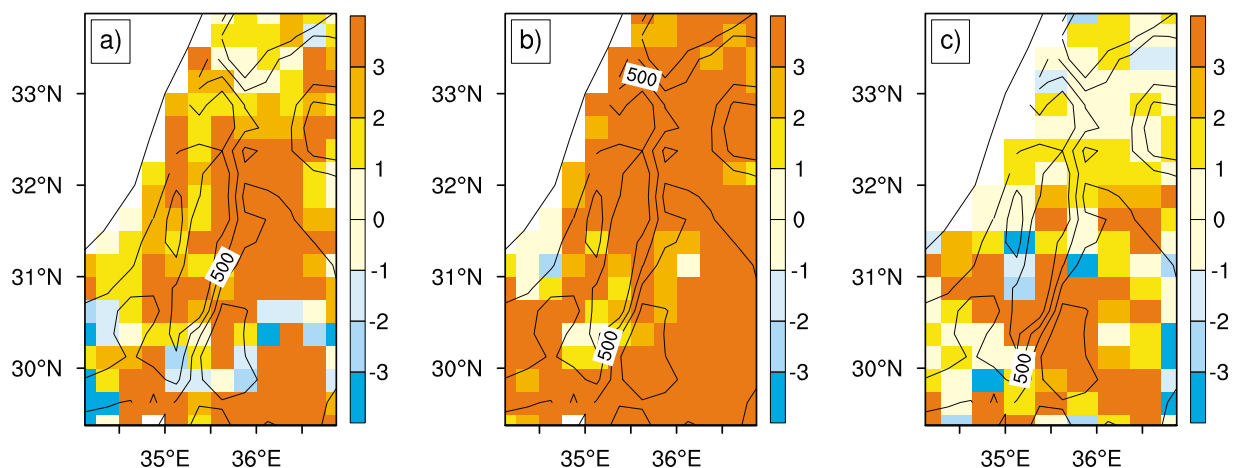 a) b) c)
33°N 3 33°N 3 33°N 3
2 2 2
32°N 1 32°N 1 32°N 1
0 0 0
31°N -1 31°N -1 31°N -1
-2 -2 -2
30°N -3 30°N -3 30°N -3
35°E 36°E 35°E 36°E 35°E 36°E
500
500
500
500